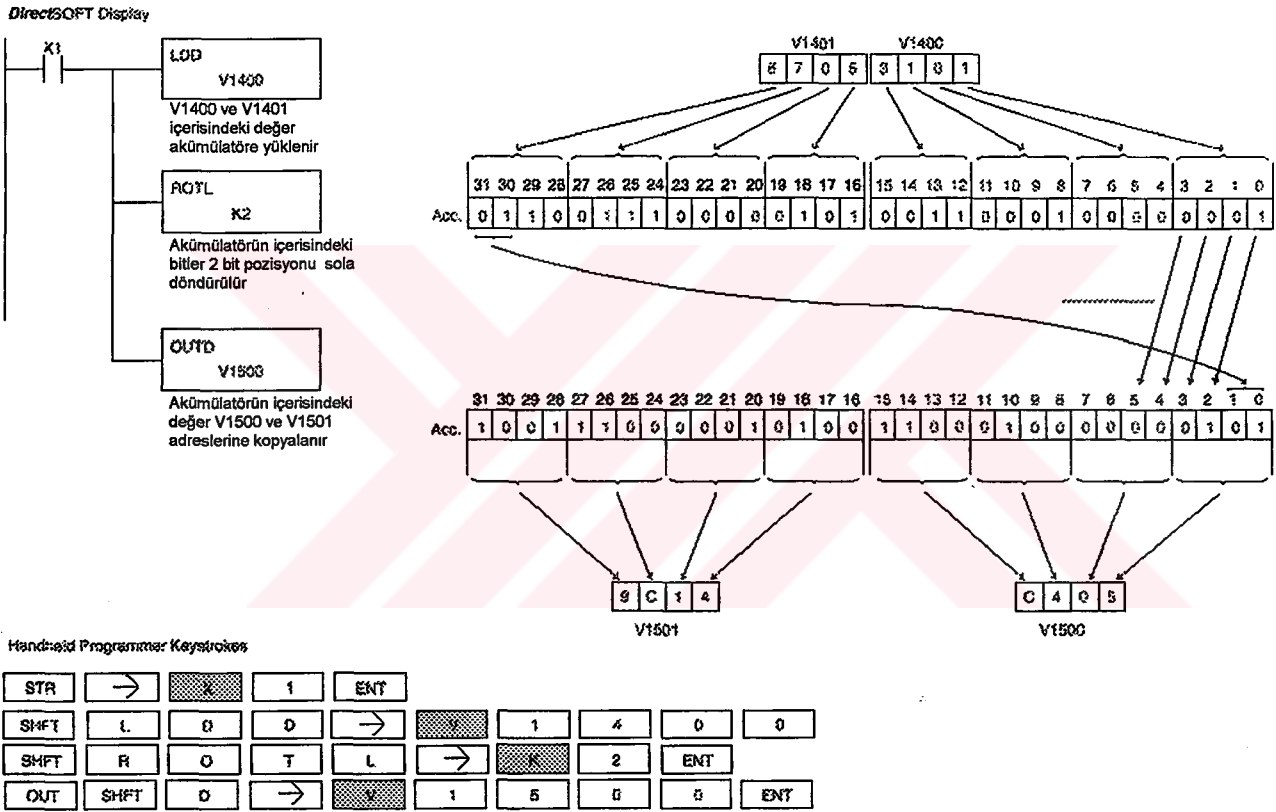 DirectSOFT Display
X1
LDD
V1400
V1400 ve V1401
içerisindeki değer
akümülatöre yüklenir
ROTL
K2
Akümülatörün içerisindeki
bitler 2 bit pozisyonu sola
döndürülür
OUTD
V1500
Akümülatörün içerisindeki
değer V1500 ve V1501
adreslerine kopyalanır
V1401 V1400
6 7 0 5 3 1 0 1
31 30 29 28 27 26 25 24 23 22 21 20 19 18 17 16 15 14 13 12 11 10 9 8 7 6 5 4 3 2 1 0
Acc. 0 1 1 0 0 1 1 1 0 0 0 0 0 1 0 1 0 0 1 1 0 0 0 1 0 0 0 0 0 0 0 1
31 30 29 28 27 26 25 24 23 22 21 20 19 18 17 16 15 14 13 12 11 10 9 8 7 6 5 4 3 2 1 0
Acc. 1 0 0 1 1 1 0 0 0 0 0 1 0 1 0 0 1 1 0 0 0 1 0 0 0 0 0 0 0 1 0 1
9 C 1 4 C 4 0 5
V1501 V1500
Handheld Programmer Keystrokes
STR → X 1 ENT
SHFT L D D → V 1 4 0 0
SHFT R O T L → K 2 ENT
OUT SHFT D → V 1 5 0 0 ENT